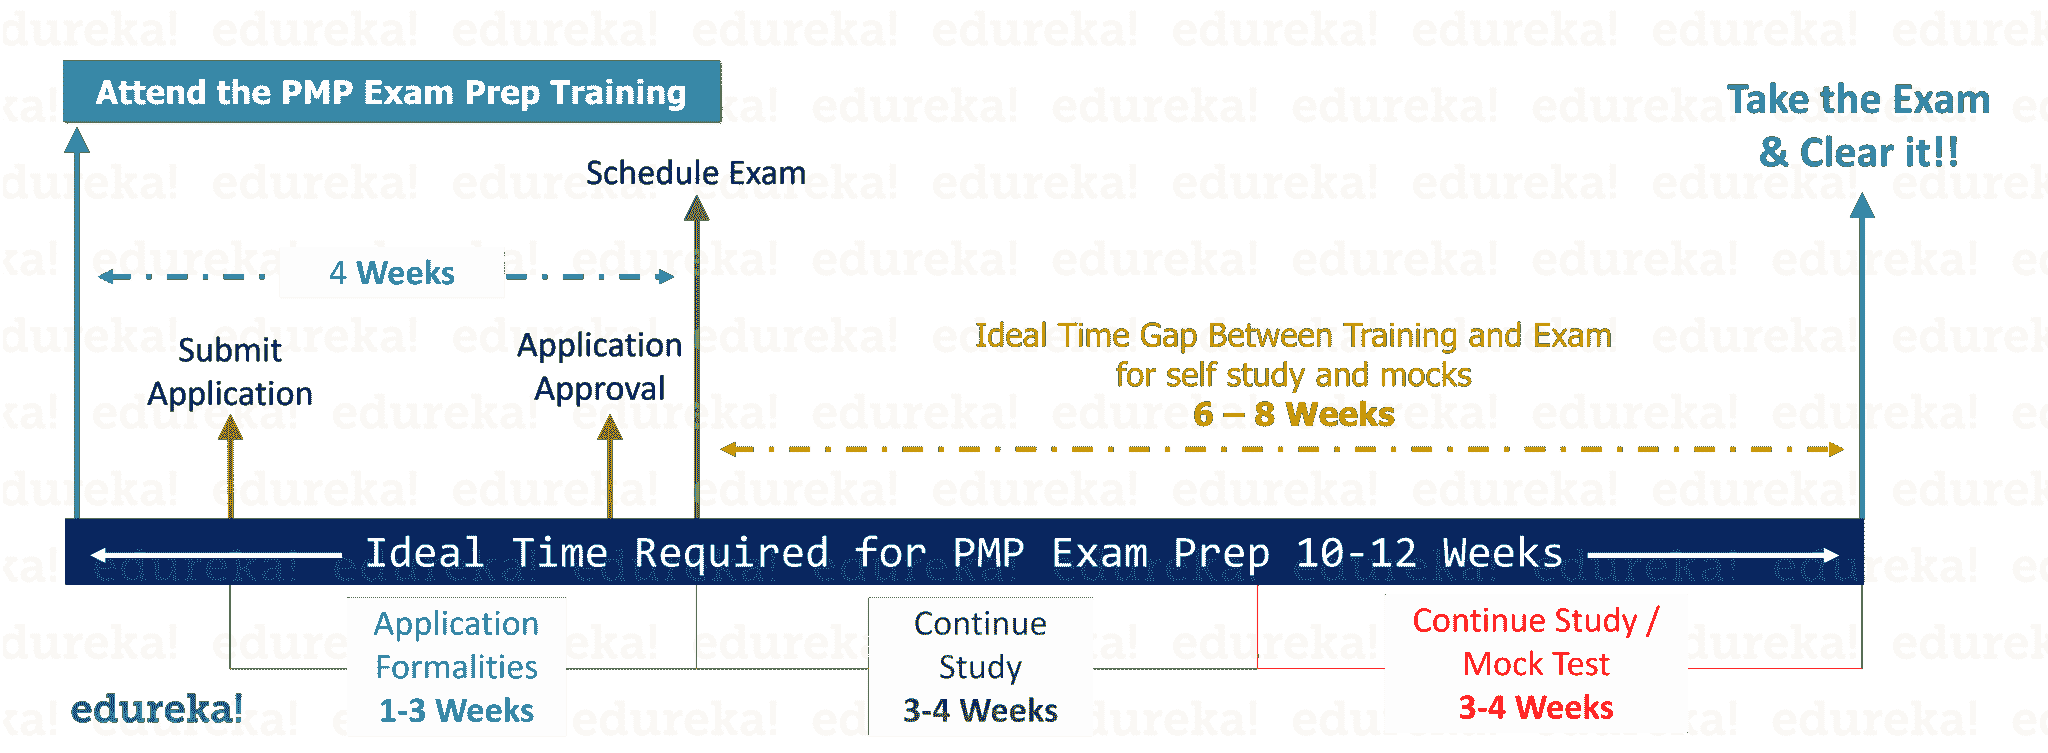 Attend the PMP Exam Prep Training
Take the Exam
& Clear it!!
Schedule Exam
4 Weeks
Submit
Application
Application
Approval
Ideal Time Gap Between Training and Exam
for self study and mocks
6 – 8 Weeks
Ideal Time Required for PMP Exam Prep 10-12 Weeks
Application
Formalities
1-3 Weeks
Continue
Study
3-4 Weeks
Continue Study /
Mock Test
3-4 Weeks
edureka!